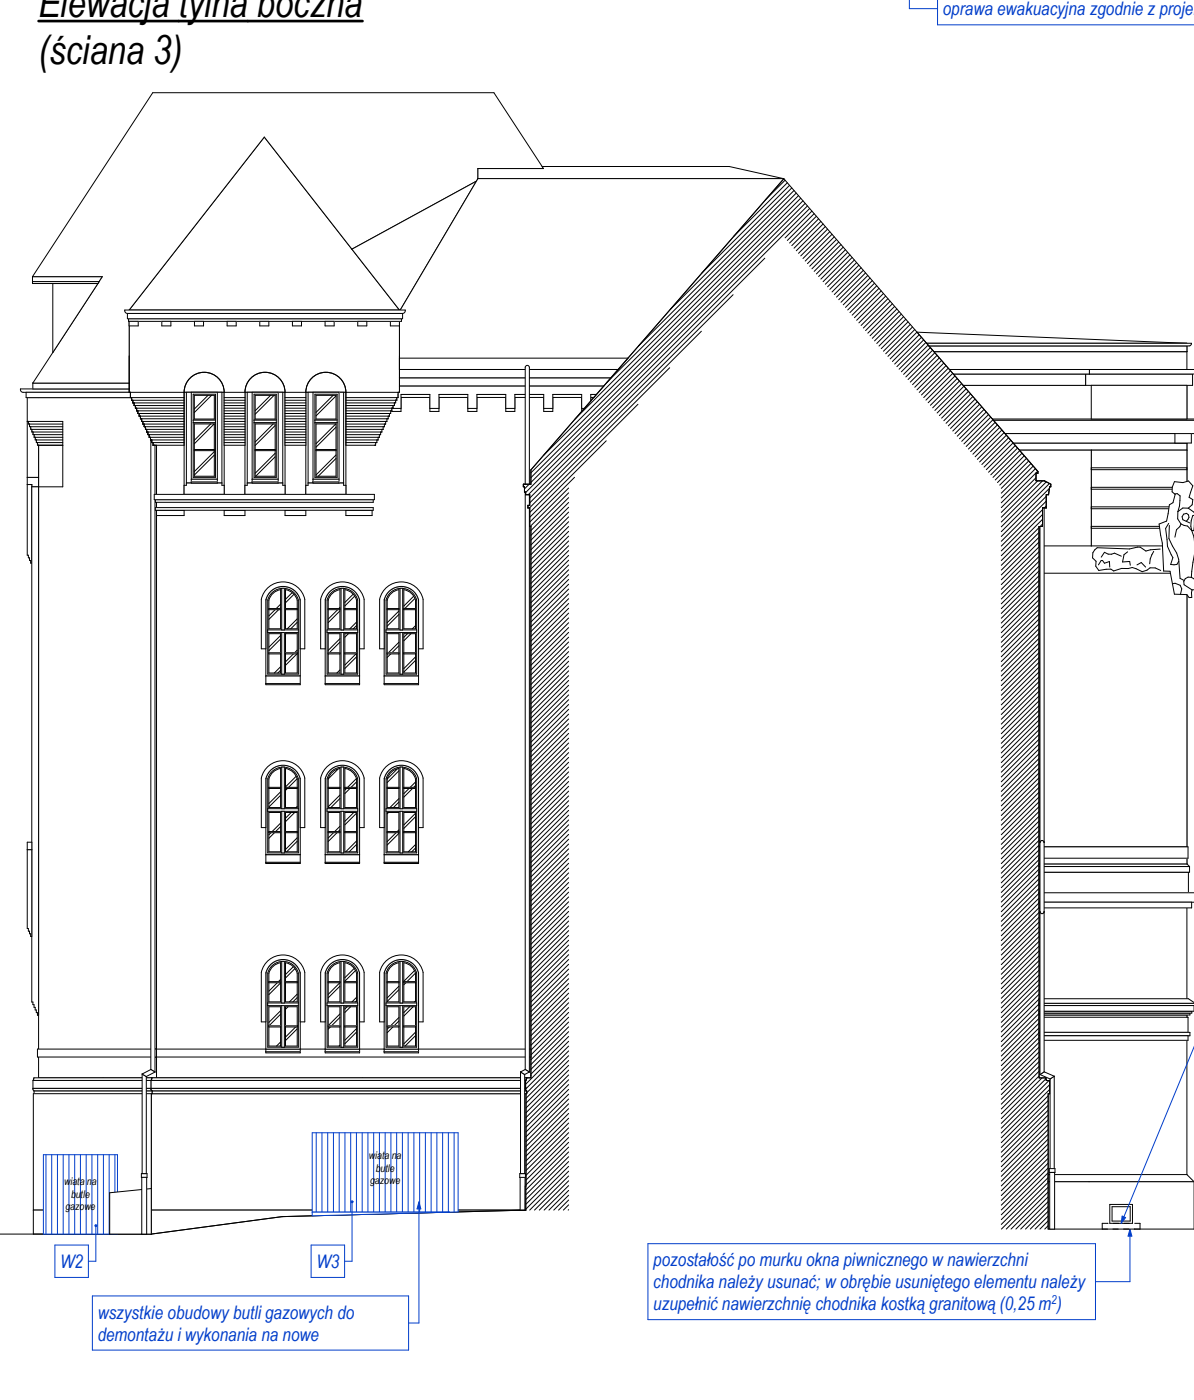 Elewacja tylna boczna
(ściana 3)
oprawa ewakuacyjna zgodnie z proje
wiata na
butle
gazowe
wiata na
butle
gazowe
W2
W3
wszystkie obudowy butli gazowych do
demontażu i wykonania na nowe
pozostałość po murku okna piwnicznego w nawierzchni
chodnika należy usunać; w obrębie usuniętego elementu należy
uzupełnić nawierzchnię chodnika kostką granitową (0,25 m²)